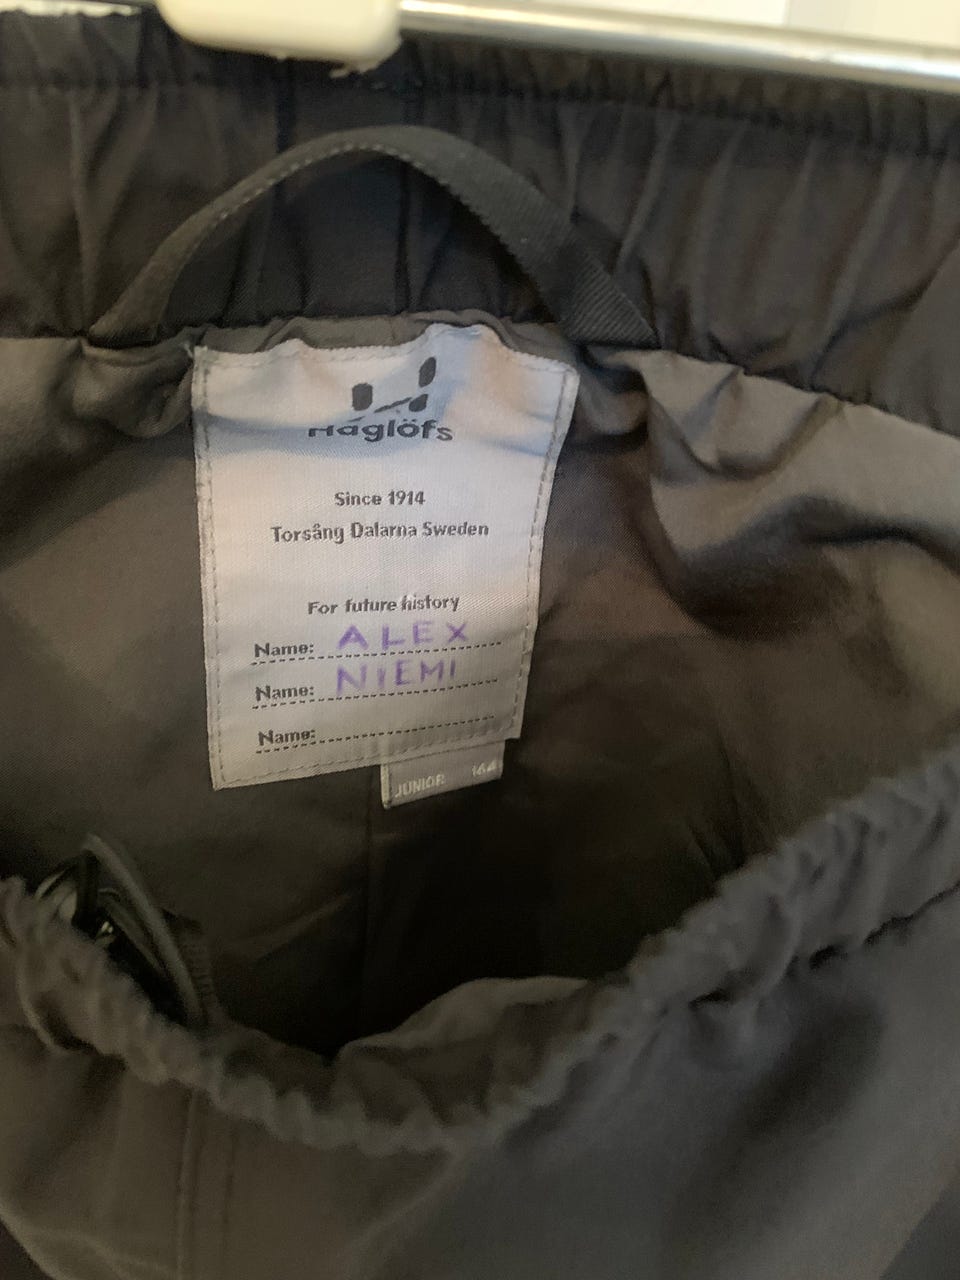 Haglöfs
Since 1914
Torsång Dalarna Sweden
For future history
Name: ALEX
Name: NIEMI
Name:
JUNIOR 164